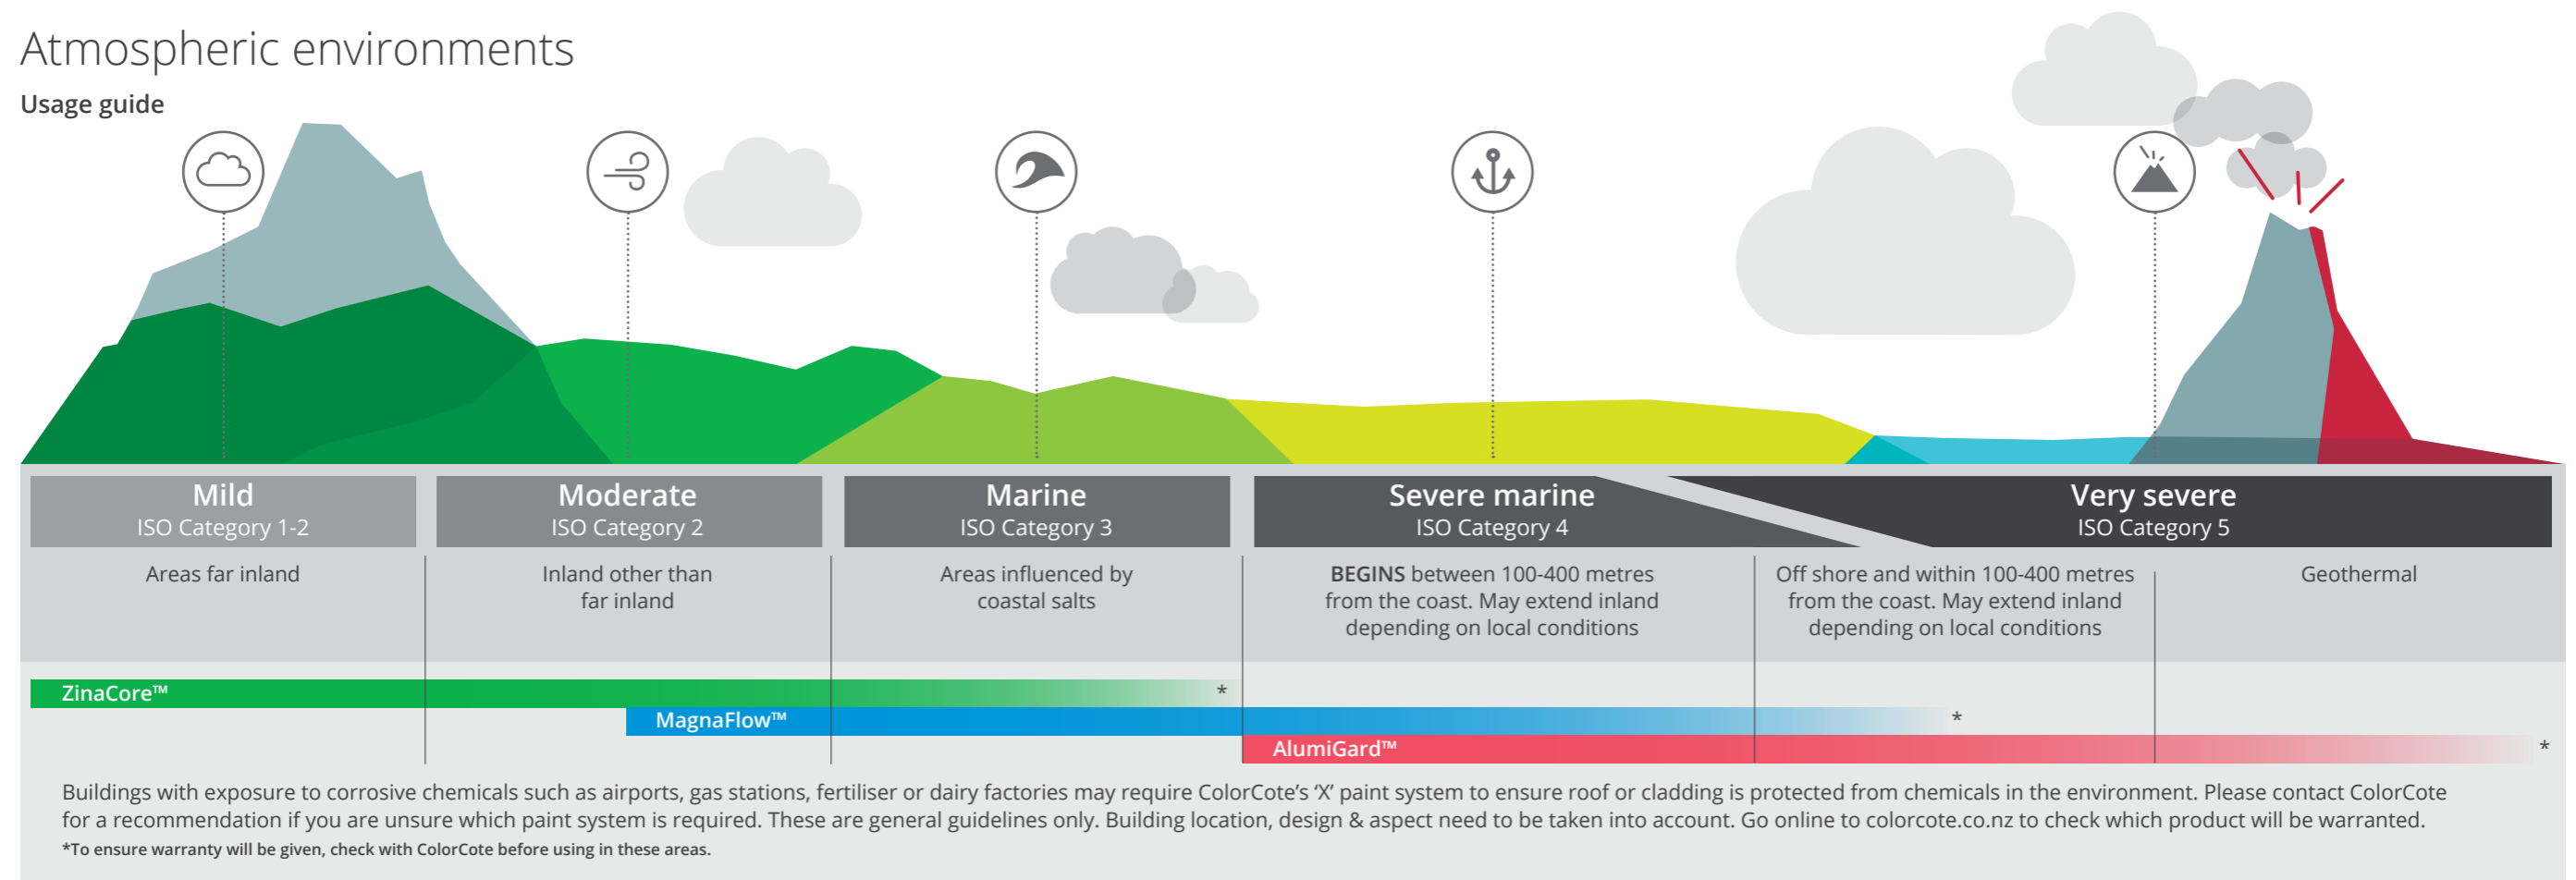 Atmospheric environments
Usage guide
Mild
ISO Category 1-2
Moderate
ISO Category 2
Marine
ISO Category 3
Severe marine
ISO Category 4
Very severe
ISO Category 5
Areas far inland
Inland other than
far inland
Areas influenced by
coastal salts
BEGINS between 100-400 metres
from the coast. May extend inland
depending on local conditions
Off shore and within 100-400 metres
from the coast. May extend inland
depending on local conditions
Geothermal
ZinaCore™
*
MagnaFlow™
*
AlumiGard™
*
Buildings with exposure to corrosive chemicals such as airports, gas stations, fertiliser or dairy factories may require ColorCote’s ‘X’ paint system to ensure roof or cladding is protected from chemicals in the environment. Please contact ColorCote
for a recommendation if you are unsure which paint system is required. These are general guidelines only. Building location, design & aspect need to be taken into account. Go online to colorcote.co.nz to check which product will be warranted.
*To ensure warranty will be given, check with ColorCote before using in these areas.